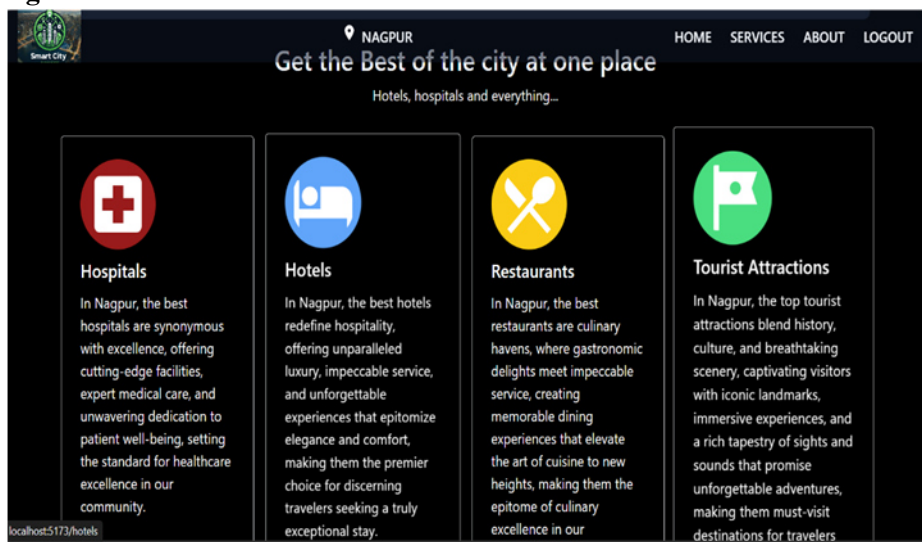 Smart City
NAGPUR
HOME SERVICES ABOUT LOGOUT
Get the Best of the city at one place
Hotels, hospitals and everything...
Hospitals
In Nagpur, the best
hospitals are synonymous
with excellence, offering
cutting-edge facilities,
expert medical care, and
unwavering dedication to
patient well-being, setting
the standard for healthcare
excellence in our
community.
Hotels
In Nagpur, the best hotels
redefine hospitality,
offering unparalleled
luxury, impeccable service,
and unforgettable
experiences that epitomize
elegance and comfort,
making them the premier
choice for discerning
travelers seeking a truly
exceptional stay.
Restaurants
In Nagpur, the best
restaurants are culinary
havens, where gastronomic
delights meet impeccable
service, creating
memorable dining
experiences that elevate
the art of cuisine to new
heights, making them the
epitome of culinary
excellence in our
Tourist Attractions
In Nagpur, the top tourist
attractions blend history,
culture, and breathtaking
scenery, captivating visitors
with iconic landmarks,
immersive experiences, and
a rich tapestry of sights and
sounds that promise
unforgettable adventures,
making them must-visit
destinations for travelers
localhost:5173/hotels